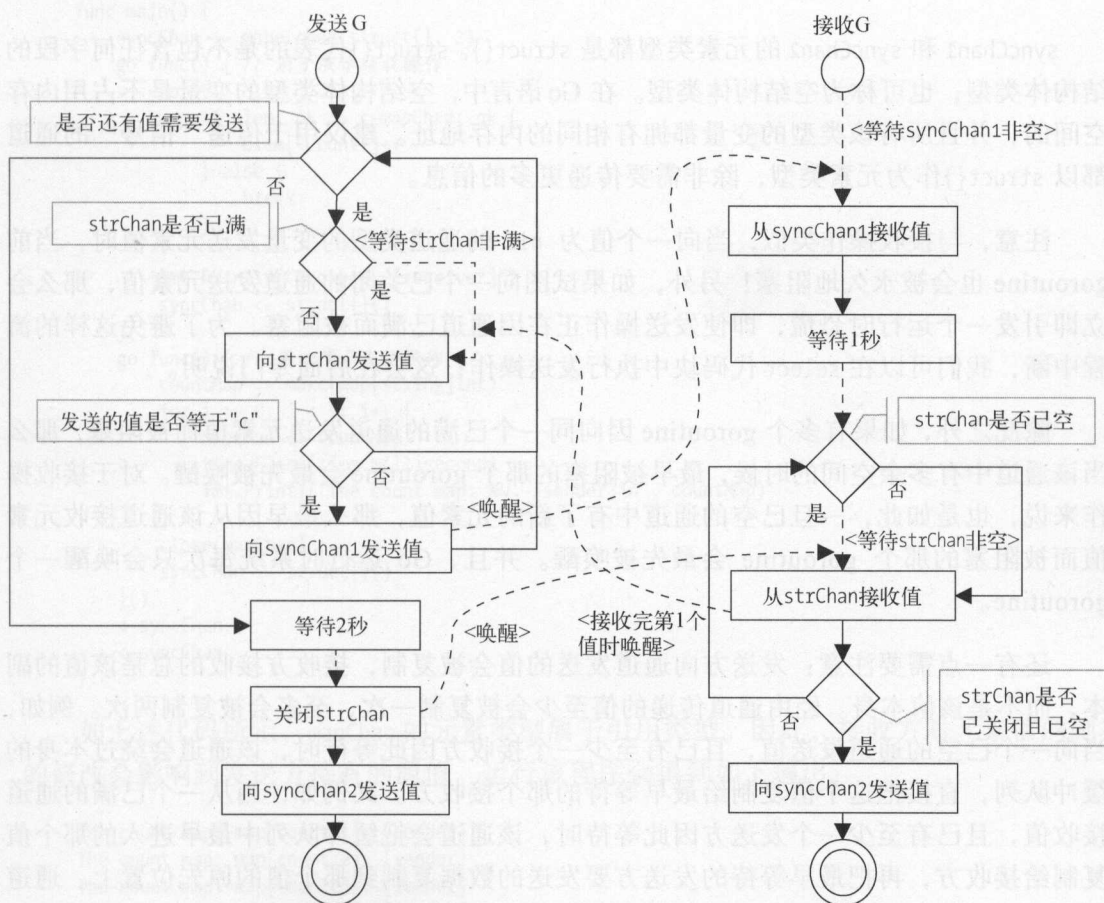 发送G
是否还有值需要发送
否
是
strChan是否已满
<等待strChan非满>
是
否
向strChan发送值
发送的值是否等于"c"
否
是
<唤醒>
向syncChan1发送值
等待2秒
<唤醒>
关闭strChan
向syncChan2发送值
接收G
<等待syncChan1非空>
从syncChan1接收值
等待1秒
strChan是否已空
否
是
<等待strChan非空>
从strChan接收值
<接收完第1个
值时唤醒>
strChan是否
已关闭且已空
否
是
向syncChan2发送值